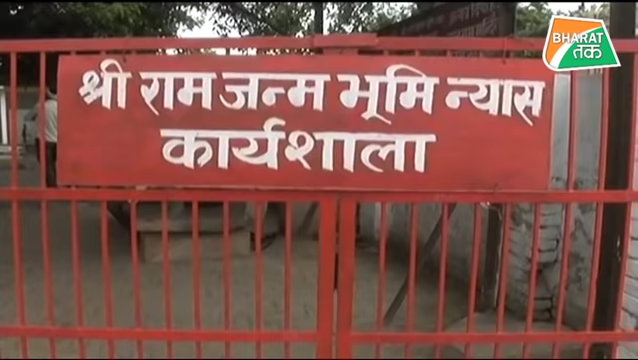 BHARAT
तक
श्री राम जन्म भूमि न्यास
कार्यशाला